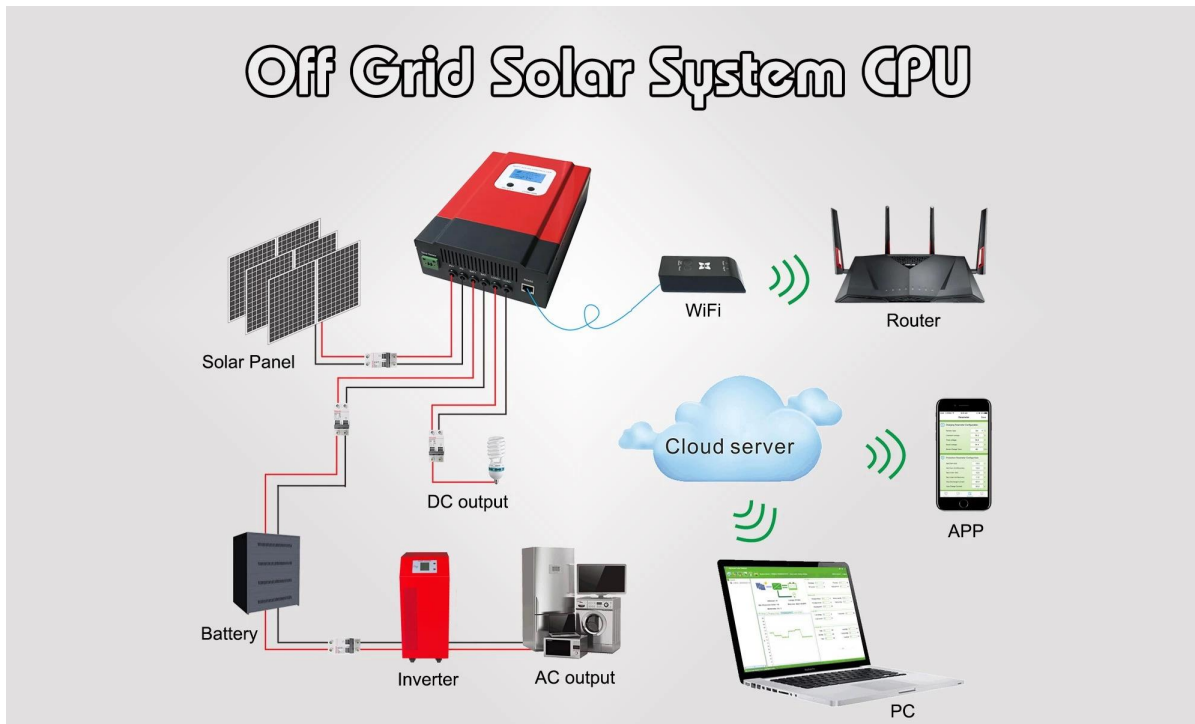 Off Grid Solar System CPU
WiFi
Router
Solar Panel
Cloud server
DC output
APP
Battery
Inverter
AC output
PC